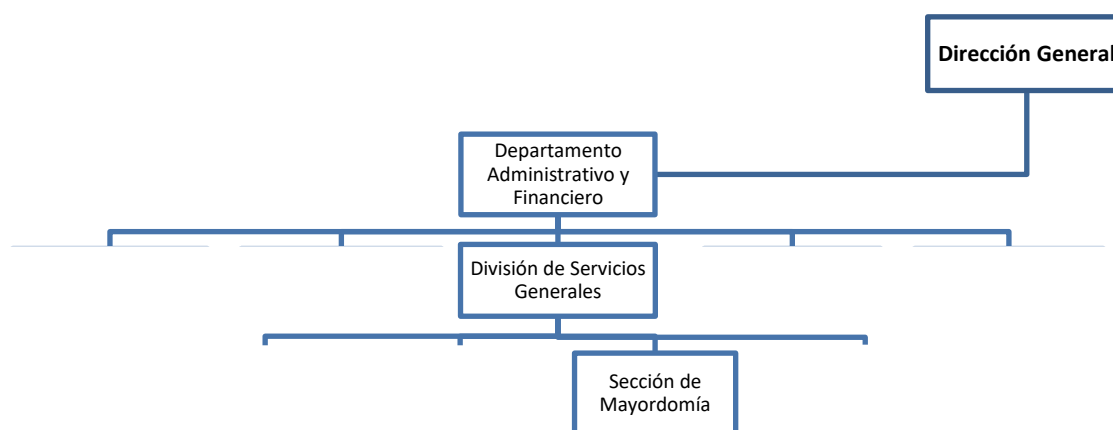 Dirección General
Departamento
Administrativo y
Financiero
División de Servicios
Generales
Sección de
Mayordomía